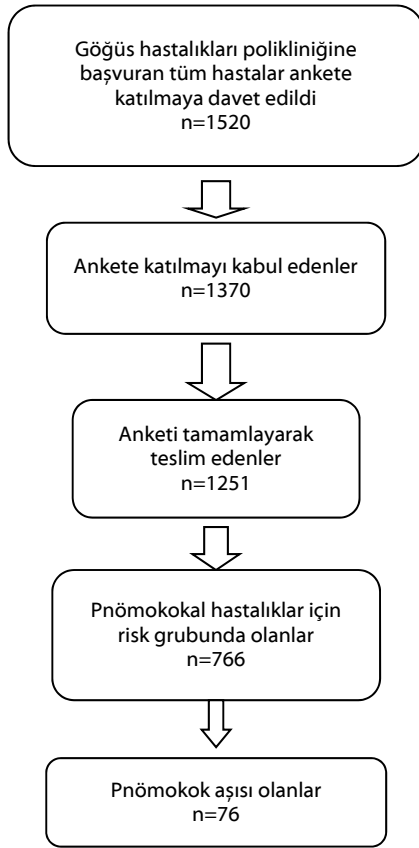 Göğüs hastalıkları polikliniğine
başvuran tüm hastalar ankete
katılmaya davet edildi
n=1520
Ankete katılmayı kabul edenler
n=1370
Anketi tamamlayarak
teslim edenler
n=1251
Pnömokokal hastalıklar için
risk grubunda olanlar
n=766
Pnömokok aşısı olanlar
n=76